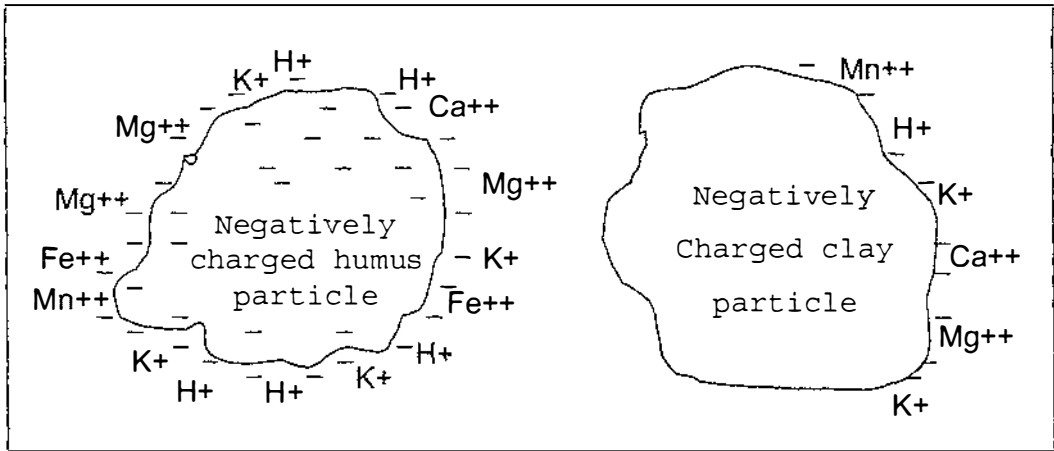 H+
K+
H+
Ca++
Mg++
Mg++
Mg++
Fe++
K+
Mn++
Fe++
H+
K+
K+
H+
H+
Negatively
charged humus
particle
Mn++
H+
K+
Ca++
Mg++
K+
Negatively
Charged clay
particle